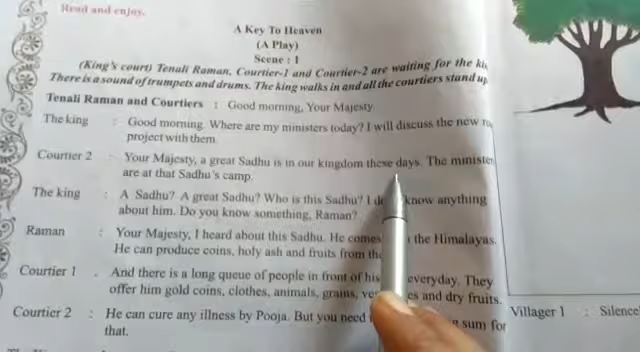 Read and enjoy.
A Key To Heaven
(A Play)
Scene : 1
(King's court) Tenali Raman, Courtier-1 and Courtier-2 are waiting for the
There is a sound of trumpets and drums. The king walks in and all the courtiers stand up
Tenali Raman and Courtiers : Good morning, Your Majesty.
The king : Good morning. Where are my ministers today? I will discuss the new
project with them.
Courtier 2 : Your Majesty, a great Sadhu is in our kingdom these days. The
are at that Sadhu's camp.
The king : A Sadhu? A great Sadhu? Who is this Sadhu? I know anything
about him. Do you know something, Raman?
Raman : Your Majesty, I heard about this Sadhu. He comes the Himalayas.
He can produce coins, holy ash and fruits from
Courtier 1 . And there is a long queue of people in front of his everyday. They
offer him gold coins, clothes, animals, grains, and dry fruits.
Courtier 2 : He can cure any illness by Pooja. But you need sum for
that.
Villager 1 : Silence